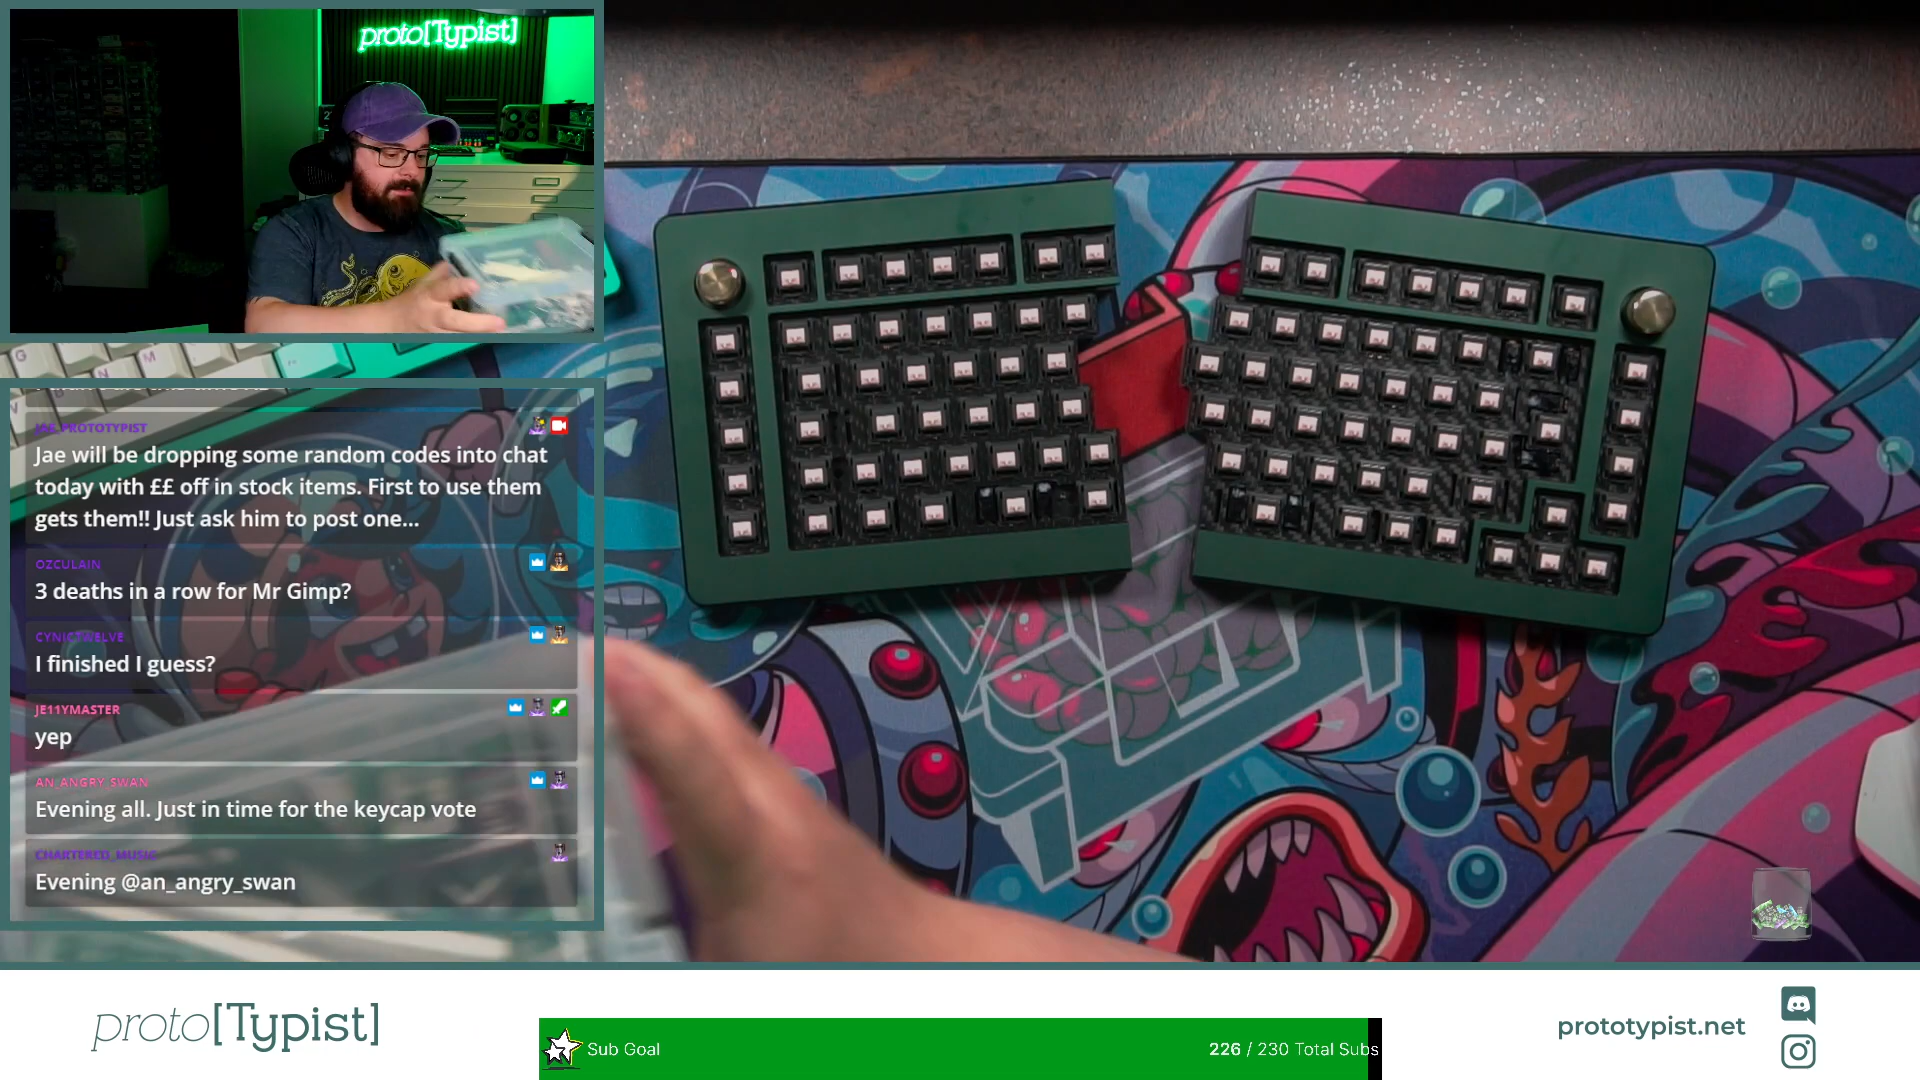 proto[Typist]
G
N
M
JAE_PROTOTYPIST
Jae will be dropping some random codes into chat
today with ££ off in stock items. First to use them
gets them!! Just ask him to post one...
OZCULAIN
3 deaths in a row for Mr Gimp?
CYNICTWELVE
I finished I guess?
JE11YMASTER
yep
AN_ANGRY_SWAN
Evening all. Just in time for the keycap vote
CHARTERED_MUSIC
Evening @an_angry_swan
proto[Typist]
Sub Goal
226 / 230 Total Subs
prototypist.net